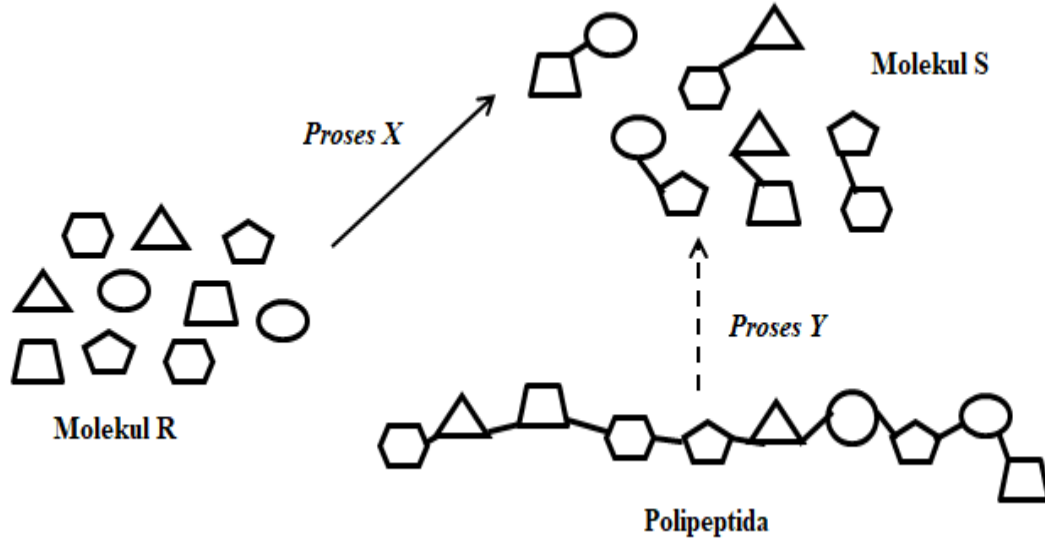 Molekul S
Proses X
Proses Y
Molekul R
Polipeptida